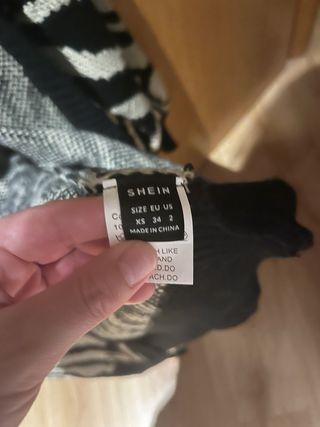 SHEIN
SIZE EU US
XS 34 2
MADE IN CHINA
LIKE
AND
.DO
ACH.DO